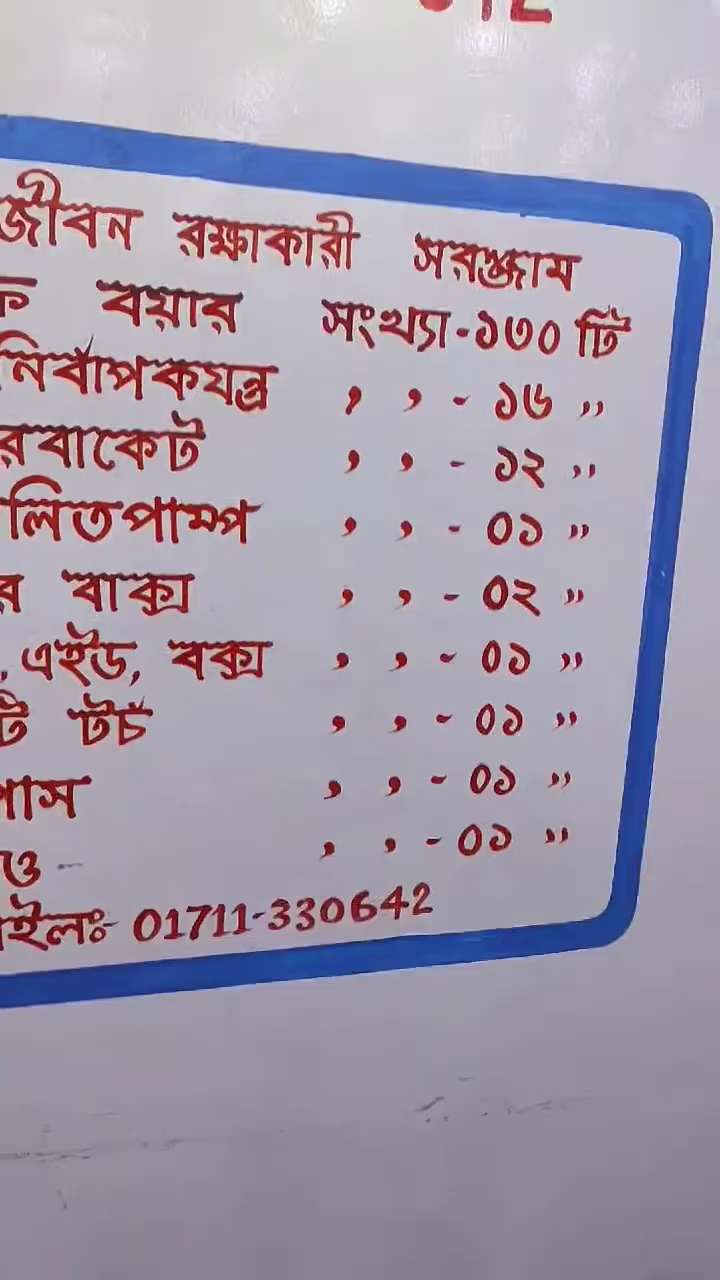 জীবন রক্ষাকারী সরঞ্জাম
বয়ার সংখ্যা-১৩০ টি
নির্বাপকযন্ত্র , , - ১৬ ,,
বাকেট , , - ১২ ,,
লিতপাম্প , , - ০১ ,,
র বাক্স , , - ০২ ,,
এইড, বক্স , , - ০১ ,,
টি টর্চ , , - ০১ ,,
পাস , , - ০১ ,,
ও - , , - ০১ ,,
াইলঃ- 01711-330642